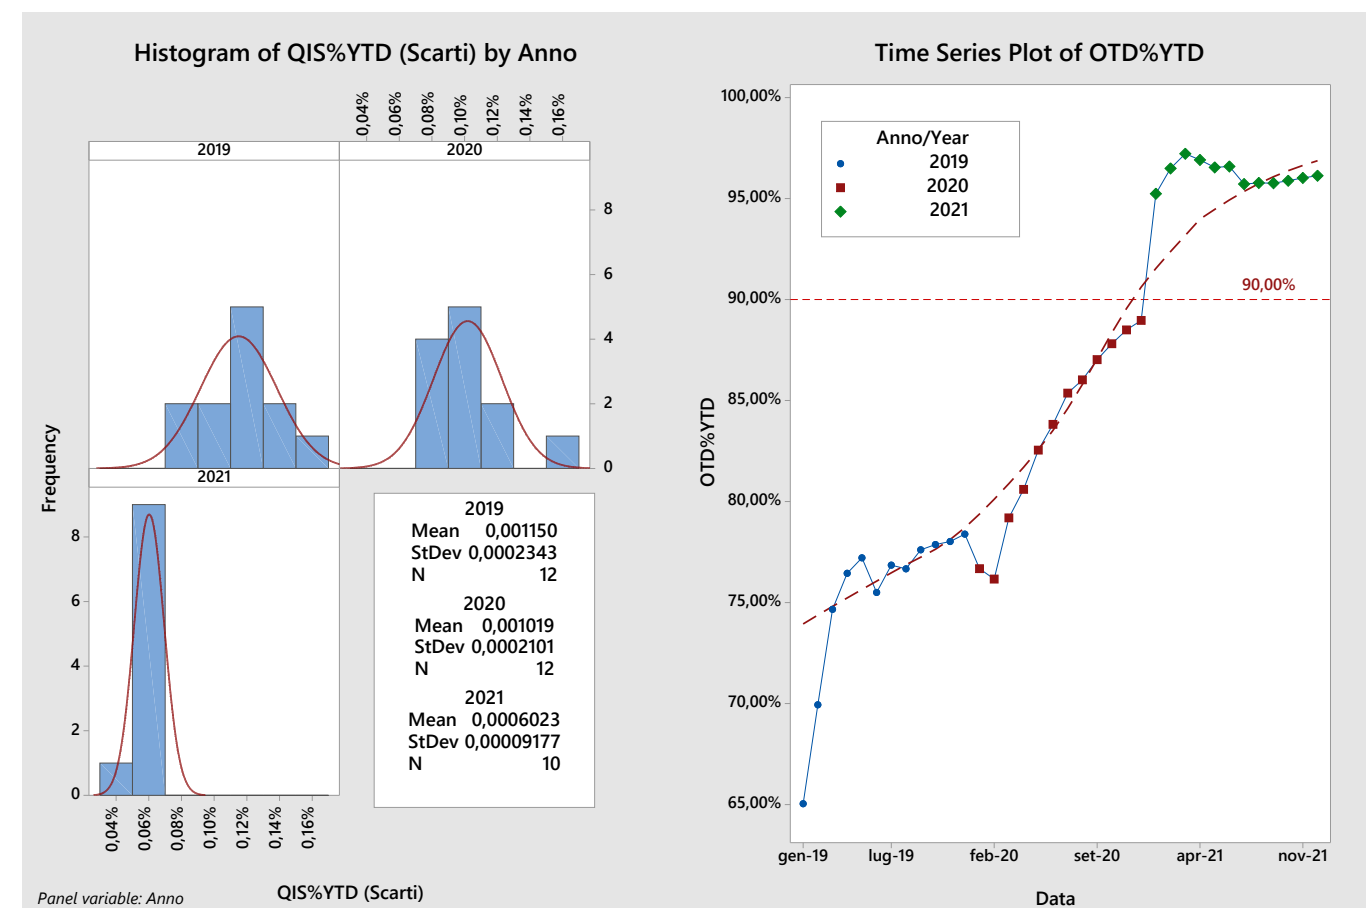 Histogram of QIS%YTD (Scarti) by Anno
0,04%
0,06%
0,08%
0,10%
0,12%
0,14%
0,16%
2019
2020
8
6
4
2
0
Frequency
2021
8
6
4
2
0
0,04%
0,06%
0,08%
0,10%
0,12%
0,14%
0,16%
2019
Mean 0,001150
StDev 0,0002343
N 12
2020
Mean 0,001019
StDev 0,0002101
N 12
2021
Mean 0,0006023
StDev 0,00009177
N 10
QIS%YTD (Scarti)
Panel variable: Anno
Time Series Plot of OTD%YTD
100,00%
95,00%
90,00%
85,00%
80,00%
75,00%
70,00%
65,00%
OTD%YTD
Anno/Year
2019
2020
2021
90,00%
gen-19 lug-19 feb-20 set-20 apr-21 nov-21
Data